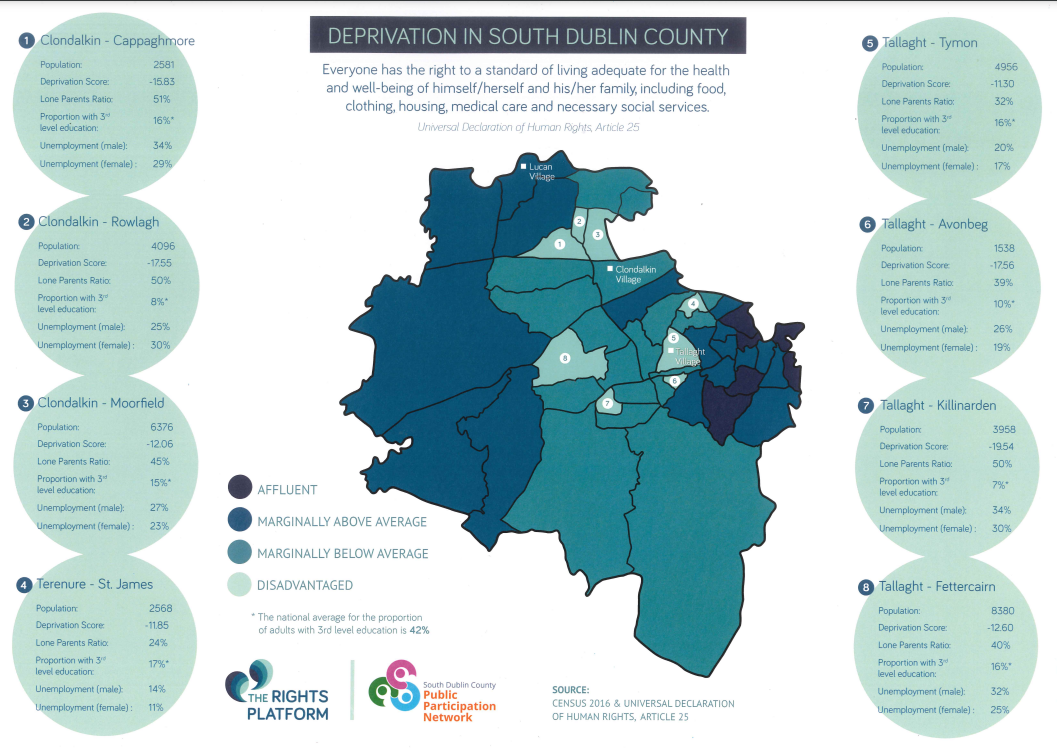 DEPRIVATION IN SOUTH DUBLIN COUNTY
Everyone has the right to a standard of living adequate for the health
and well-being of himself/herself and his/her family, including food,
clothing, housing, medical care and necessary social services.
Universal Declaration of Human Rights, Article 25
1 Clondalkin - Cappaghmore
Population: 2581
Deprivation Score: -15.83
Lone Parents Ratio: 51%
Proportion with 3rd
level education: 16%*
Unemployment (male): 34%
Unemployment (female) : 29%
2 Clondalkin - Rowlagh
Population: 4096
Deprivation Score: -17.55
Lone Parents Ratio: 50%
Proportion with 3rd
level education: 8%*
Unemployment (male): 25%
Unemployment (female) : 30%
3 Clondalkin - Moorfield
Population: 6376
Deprivation Score: -12.06
Lone Parents Ratio: 45%
Proportion with 3rd
level education: 15%*
Unemployment (male): 27%
Unemployment (female) : 23%
4 Terenure - St. James
Population: 2568
Deprivation Score: -11.85
Lone Parents Ratio: 24%
Proportion with 3rd
level education: 17%*
Unemployment (male): 14%
Unemployment (female) : 11%
Lucan
Village
2
3
1
Clondalkin
Village
4
5
Tallaght
Village
8
6
7
AFFLUENT
MARGINALLY ABOVE AVERAGE
MARGINALLY BELOW AVERAGE
DISADVANTAGED
* The national average for the proportion
of adults with 3rd level education is 42%
THE RIGHTS
PLATFORM
South Dublin County
Public
Participation
Network
SOURCE:
CENSUS 2016 & UNIVERSAL DECLARATION
OF HUMAN RIGHTS, ARTICLE 25
5 Tallaght - Tymon
Population: 4956
Deprivation Score: -11.30
Lone Parents Ratio: 32%
Proportion with 3rd
level education: 16%*
Unemployment (male): 20%
Unemployment (female) : 17%
6 Tallaght - Avonbeg
Population: 1538
Deprivation Score: -17.56
Lone Parents Ratio: 39%
Proportion with 3rd
level education: 10%*
Unemployment (male): 26%
Unemployment (female) : 19%
7 Tallaght - Killinarden
Population: 3958
Deprivation Score: -19.54
Lone Parents Ratio: 50%
Proportion with 3rd
level education: 7%*
Unemployment (male): 34%
Unemployment (female) : 30%
8 Tallaght - Fettercairn
Population: 8380
Deprivation Score: -12.60
Lone Parents Ratio: 40%
Proportion with 3rd
level education: 16%*
Unemployment (male): 32%
Unemployment (female) : 25%